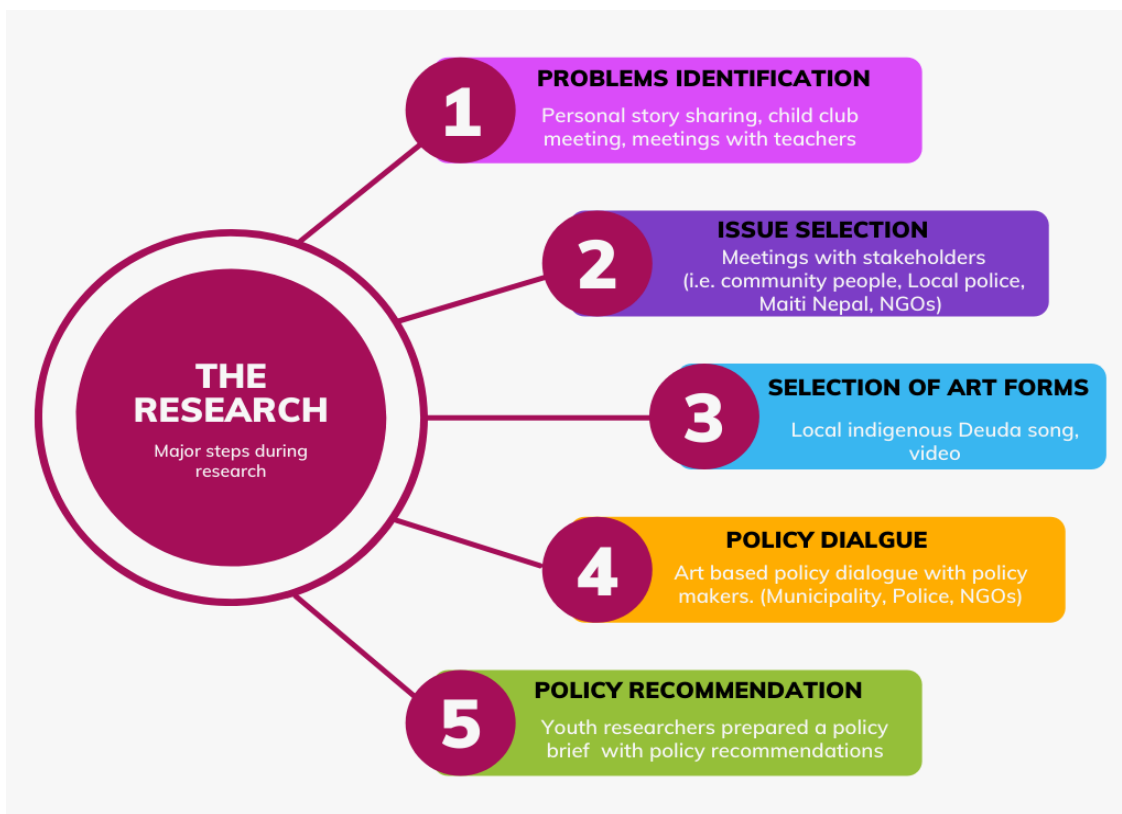 THE
RESEARCH
Major steps during
research
1
PROBLEMS IDENTIFICATION
Personal story sharing, child club
meeting, meetings with teachers
2
ISSUE SELECTION
Meetings with stakeholders
(i.e. community people, Local police,
Maiti Nepal, NGOs)
3
SELECTION OF ART FORMS
Local indigenous Deuda song,
video
4
POLICY DIALGUE
Art based policy dialogue with policy
makers. (Municipality, Police, NGOs)
5
POLICY RECOMMENDATION
Youth researchers prepared a policy
brief with policy recommendations